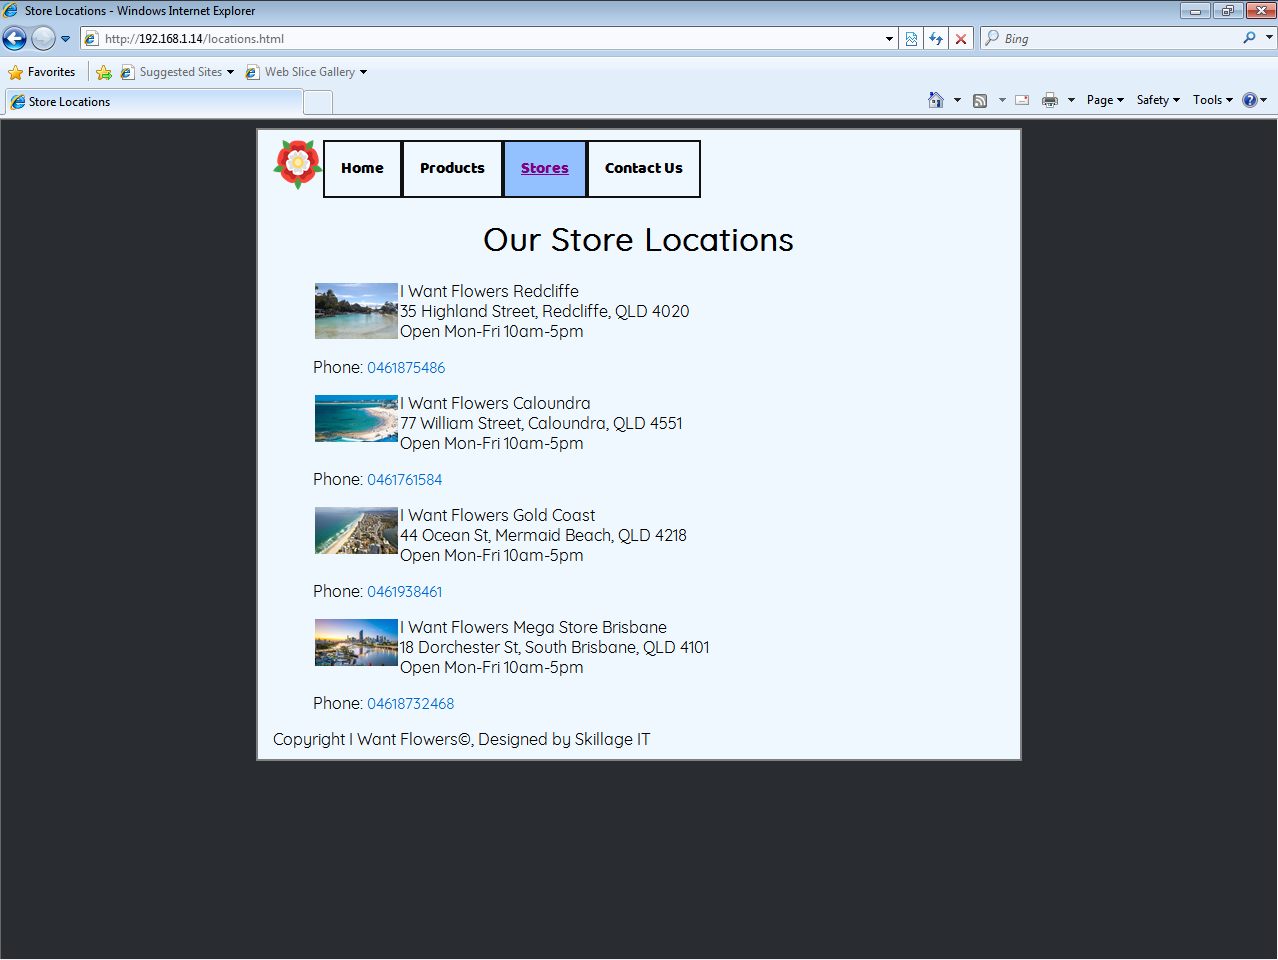 Store Locations - Windows Internet Explorer
http://192.168.1.14/locations.html
Bing
Favorites
Suggested Sites
Web Slice Gallery
Store Locations
Page
Safety
Tools
Home
Products
Stores
Contact Us
Our Store Locations
I Want Flowers Redcliffe
35 Highland Street, Redcliffe, QLD 4020
Open Mon-Fri 10am-5pm
Phone: 0461875486
I Want Flowers Caloundra
77 William Street, Caloundra, QLD 4551
Open Mon-Fri 10am-5pm
Phone: 0461761584
I Want Flowers Gold Coast
44 Ocean St, Mermaid Beach, QLD 4218
Open Mon-Fri 10am-5pm
Phone: 0461938461
I Want Flowers Mega Store Brisbane
18 Dorchester St, South Brisbane, QLD 4101
Open Mon-Fri 10am-5pm
Phone: 04618732468
Copyright I Want Flowers©, Designed by Skillage IT